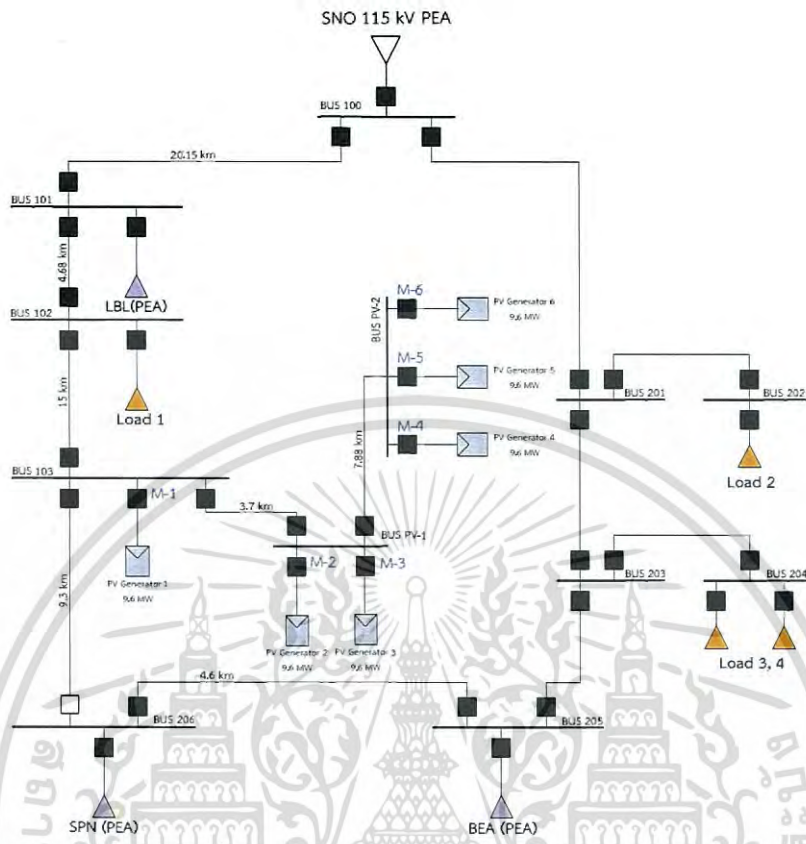 SNO 115 kV PEA
BUS 100
20.15 km
BUS 101
4.68 km
LBL(PEA)
BUS 102
15 km
Load 1
BUS PV-2
M-6
PV Generator 6
9.6 MW
M-5
PV Generator 5
9.6 MW
M-4
PV Generator 4
9.6 MW
7.88 km
BUS 201
BUS 202
Load 2
BUS 103
M-1
3.7 km
PV Generator 1
9.6 MW
9.3 km
BUS PV-1
M-2
M-3
PV Generator 2
9.6 MW
PV Generator 3
9.6 MW
BUS 203
BUS 204
Load 3, 4
4.6 km
BUS 206
BUS 205
SPN (PEA)
BEA (PEA)